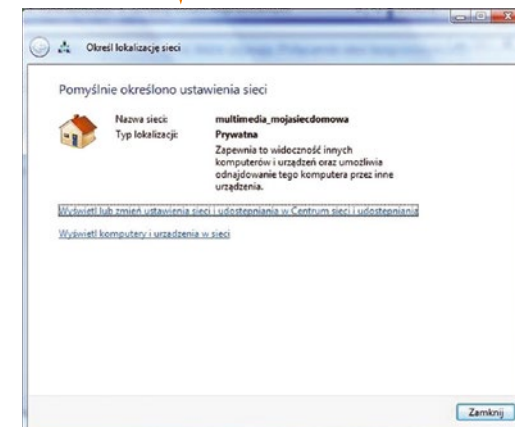 Określ lokalizację sieci
Pomyślnie określono ustawienia sieci
Nazwa sieci: multimedia_mojasiecdomowa
Typ lokalizacji: Prywatna
Zapewnia to widoczność innych
komputerów i urządzeń oraz umożliwia
odnajdowanie tego komputera przez inne
urządzenia.
Wyświetl lub zmień ustawienia sieci i udostępniania w Centrum sieci i udostępniania
Wyświetl komputery i urządzenia w sieci
Zamknij